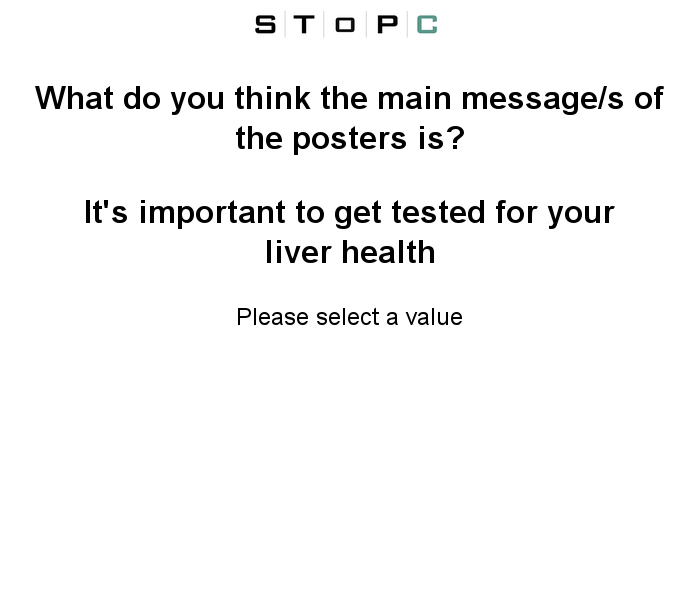 STOPC
What do you think the main message/s of
the posters is?
It's important to get tested for your
liver health
Please select a value